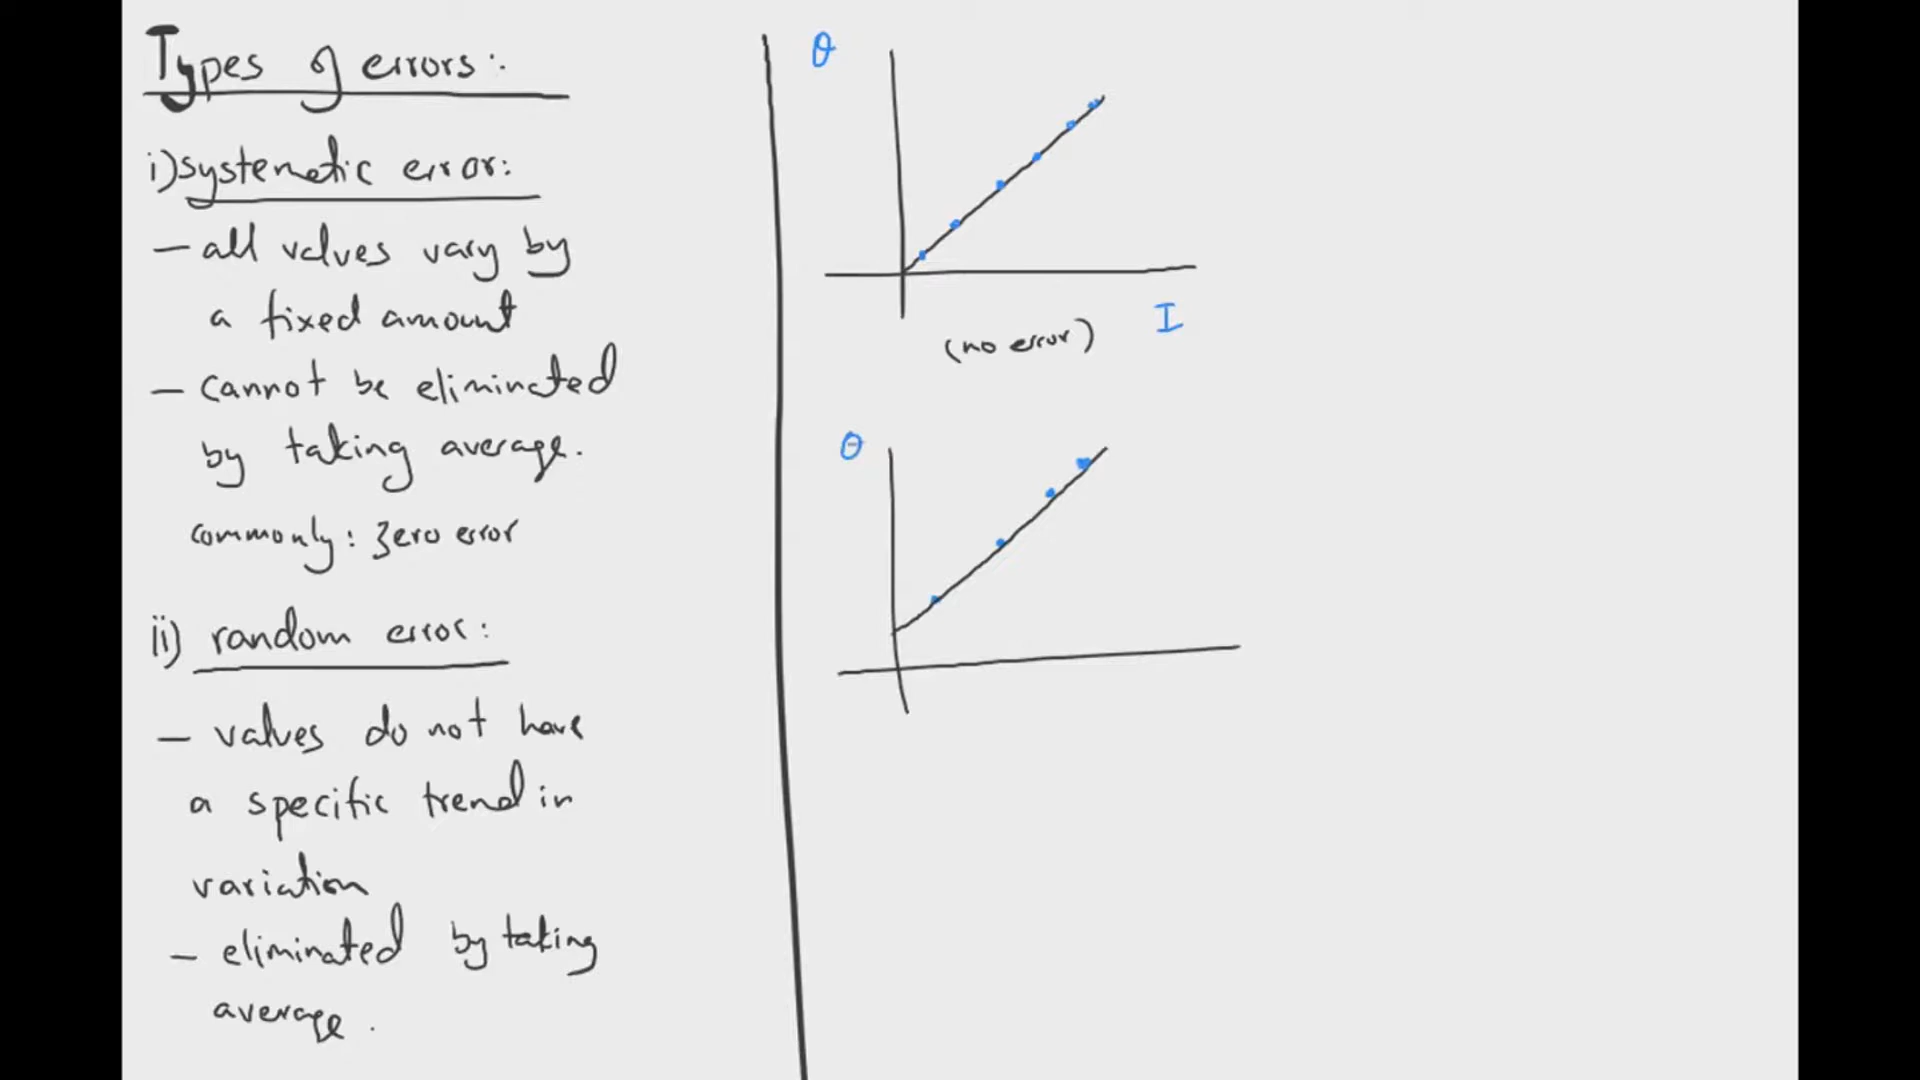 Types of errors:
i) systematic error:
– all values vary by
a fixed amount
– cannot be eliminated
by taking average.
commonly: zero error
ii) random error:
– values do not have
a specific trend in
variation
– eliminated by taking
average.
θ
I
(no error)
θ